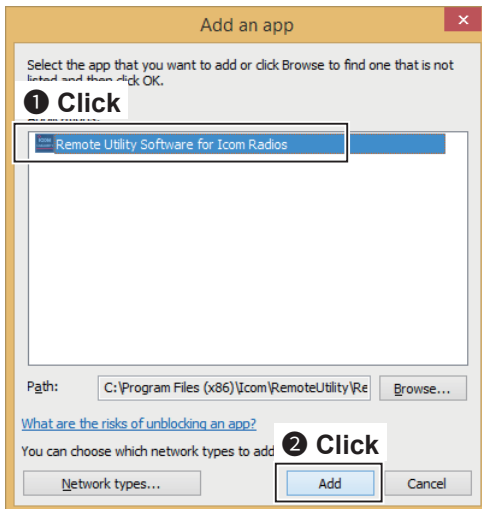 Add an app
Select the app that you want to add or click Browse to find one that is not
listed and then click OK.
❶ Click
Remote Utility Software for Icom Radios
Path: C:\Program Files (x86)\Icom\RemoteUtility\Re Browse...
What are the risks of unblocking an app?
You can choose which network types to add
❷ Click
Network types... Add Cancel